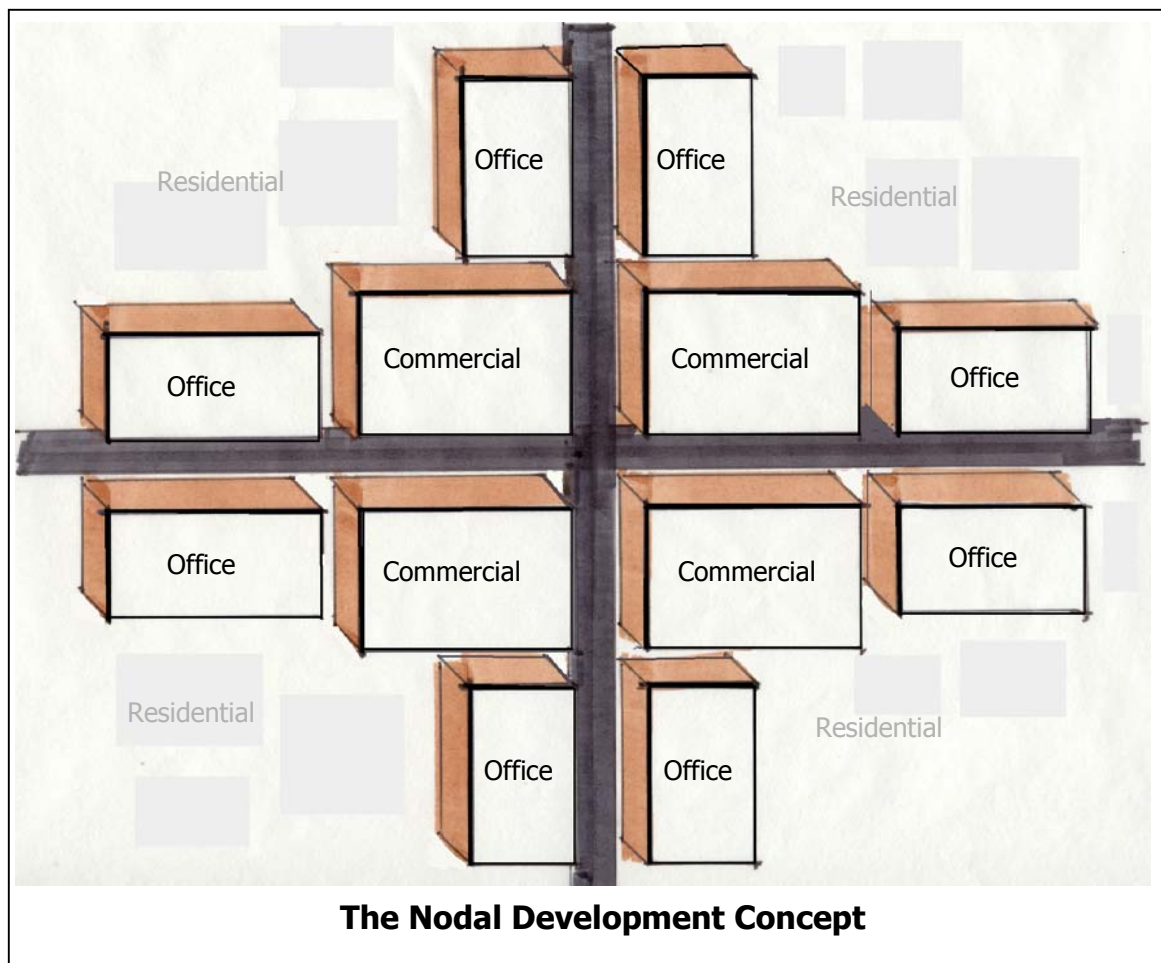 Office
Office
Residential
Residential
Commercial
Commercial
Office
Office
Office
Commercial
Commercial
Office
Residential
Residential
Office
Office
The Nodal Development Concept